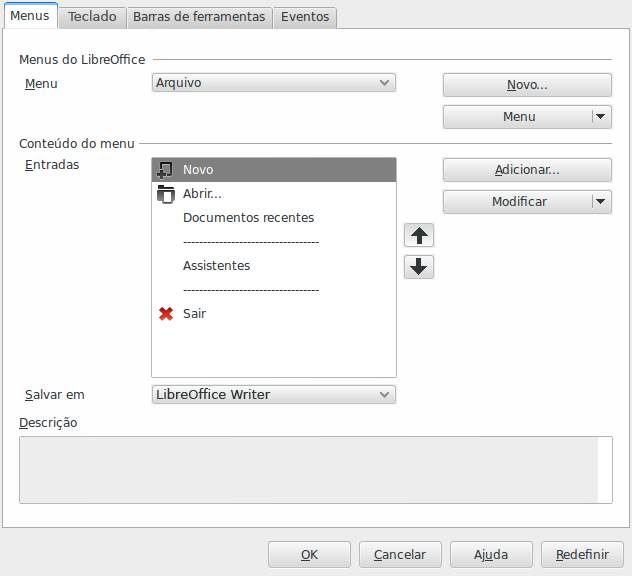 Menus Teclado Barras de ferramentas Eventos
Menus do LibreOffice
Menu Arquivo Novo...
Menu
Conteúdo do menu
Entradas Novo Adicionar...
Abrir... Modificar
Documentos recentes
----------------------------------
Assistentes
----------------------------------
Sair
Salvar em LibreOffice Writer
Descrição
OK Cancelar Ajuda Redefinir